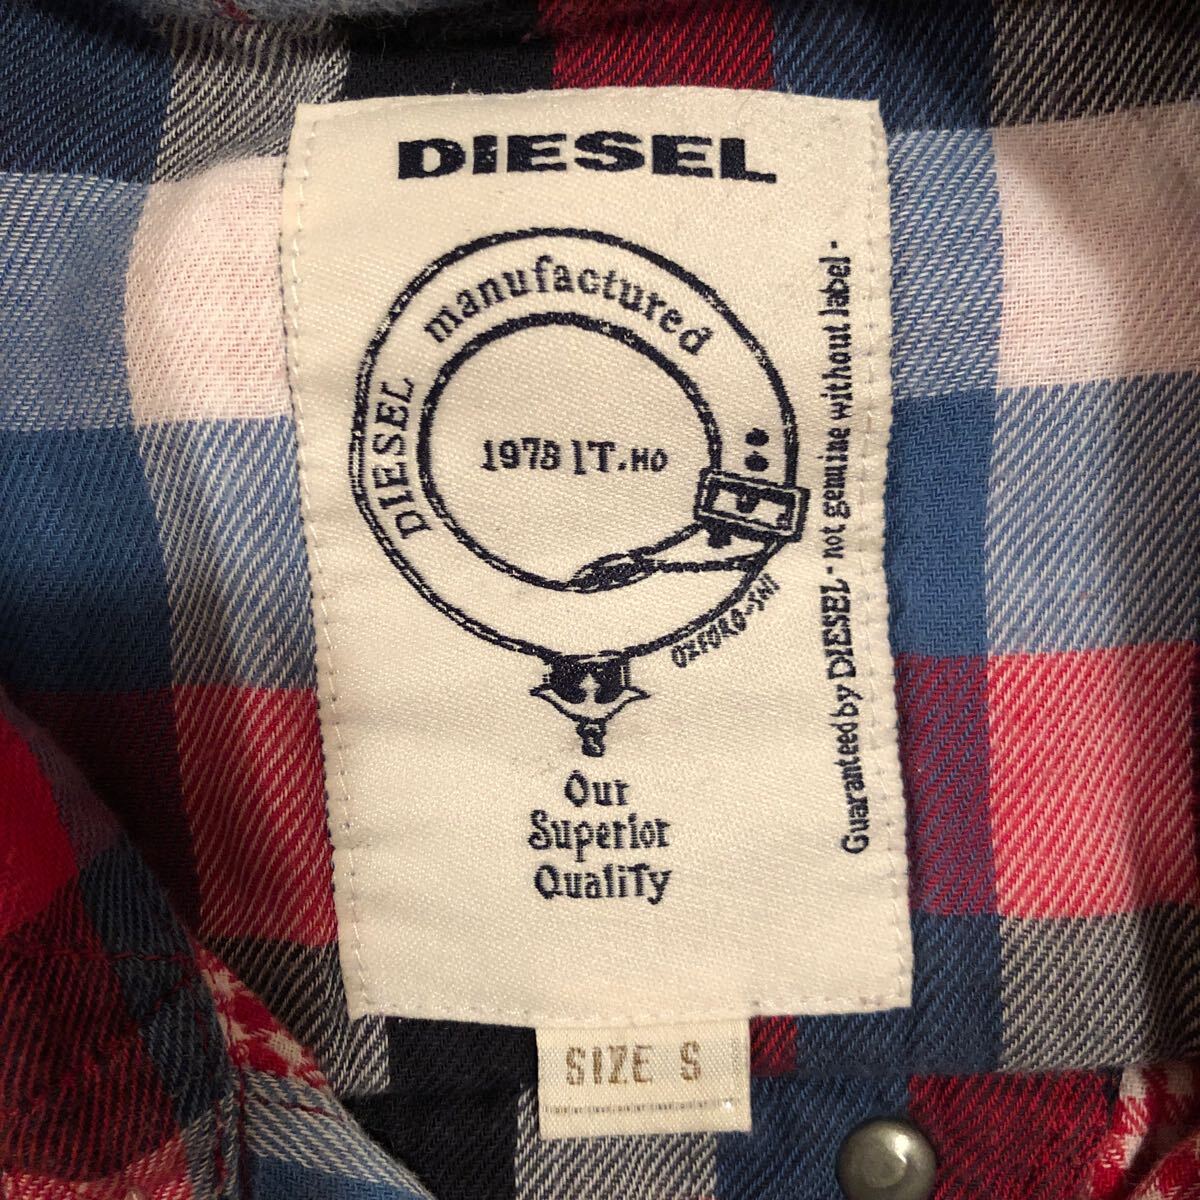 DIESEL
manufactured
DIESEL
1978 IT.MO
OXFORD-SHI
Our
Superior
Quality
Guaranteed by DIESEL - not genuine without label -
SIZE S